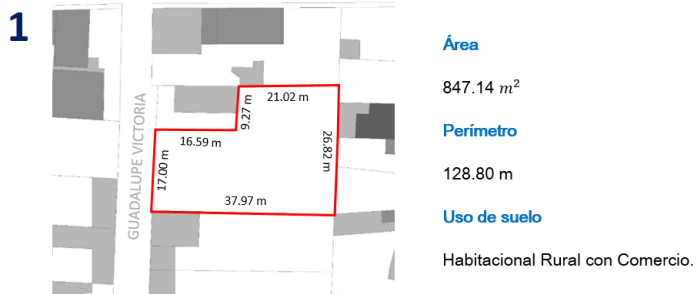 1
GUADALUPE VICTORIA
21.02 m
9.27 m
16.59 m
26.82 m
17.00 m
37.97 m
Área
847.14 m²
Perímetro
128.80 m
Uso de suelo
Habitacional Rural con Comercio.